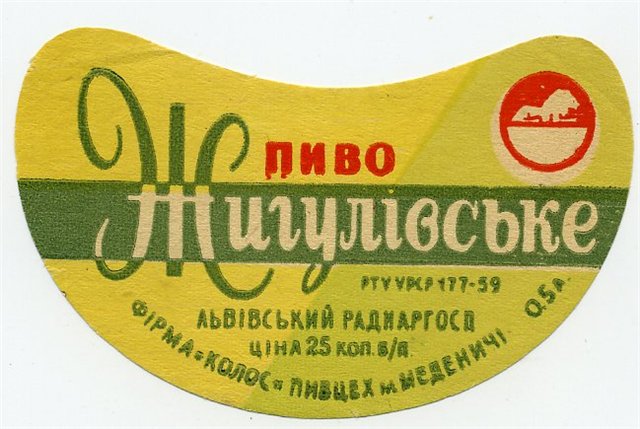 ПИВО
Жигулівське
РТУ УРСР 177-59
0,5 л.
ЛЬВІВСЬКИЙ РАДНАРГОСП
ЦІНА 25 КОП. Б/П
ФІРМА „КОЛОС" ПИВЦЕХ м. МЕДЕНИЧІ